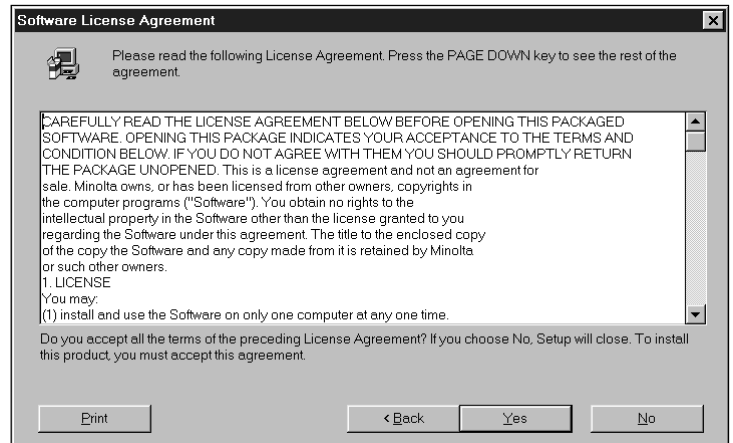 Software License Agreement
Please read the following License Agreement. Press the PAGE DOWN key to see the rest of the
agreement.
CAREFULLY READ THE LICENSE AGREEMENT BELOW BEFORE OPENING THIS PACKAGED
SOFTWARE. OPENING THIS PACKAGE INDICATES YOUR ACCEPTANCE TO THE TERMS AND
CONDITION BELOW. IF YOU DO NOT AGREE WITH THEM YOU SHOULD PROMPTLY RETURN
THE PACKAGE UNOPENED. This is a license agreement and not an agreement for
sale. Minolta owns, or has been licensed from other owners, copyrights in
the computer programs ("Software"). You obtain no rights to the
intellectual property in the Software other than the license granted to you
regarding the Software under this agreement. The title to the enclosed copy
of the copy the Software and any copy made from it is retained by Minolta
or such other owners.
1. LICENSE
You may:
(1) install and use the Software on only one computer at any one time.
Do you accept all the terms of the preceding License Agreement? If you choose No, Setup will close. To install
this product, you must accept this agreement.
Print
< Back
Yes
No